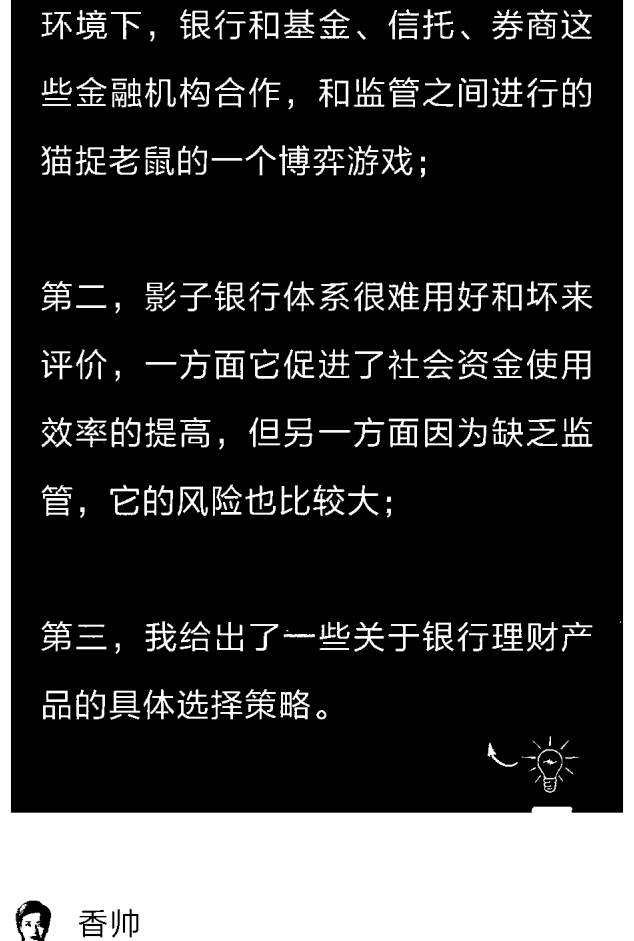 环境下，银行和基金、信托、券商这
些金融机构合作，和监管之间进行的
猫捉老鼠的一个博弈游戏；
第二，影子银行体系很难用好和坏来
评价，一方面它促进了社会资金使用
效率的提高，但另一方面因为缺乏监
管，它的风险也比较大；
第三，我给出了一些关于银行理财产
品的具体选择策略。
香帅